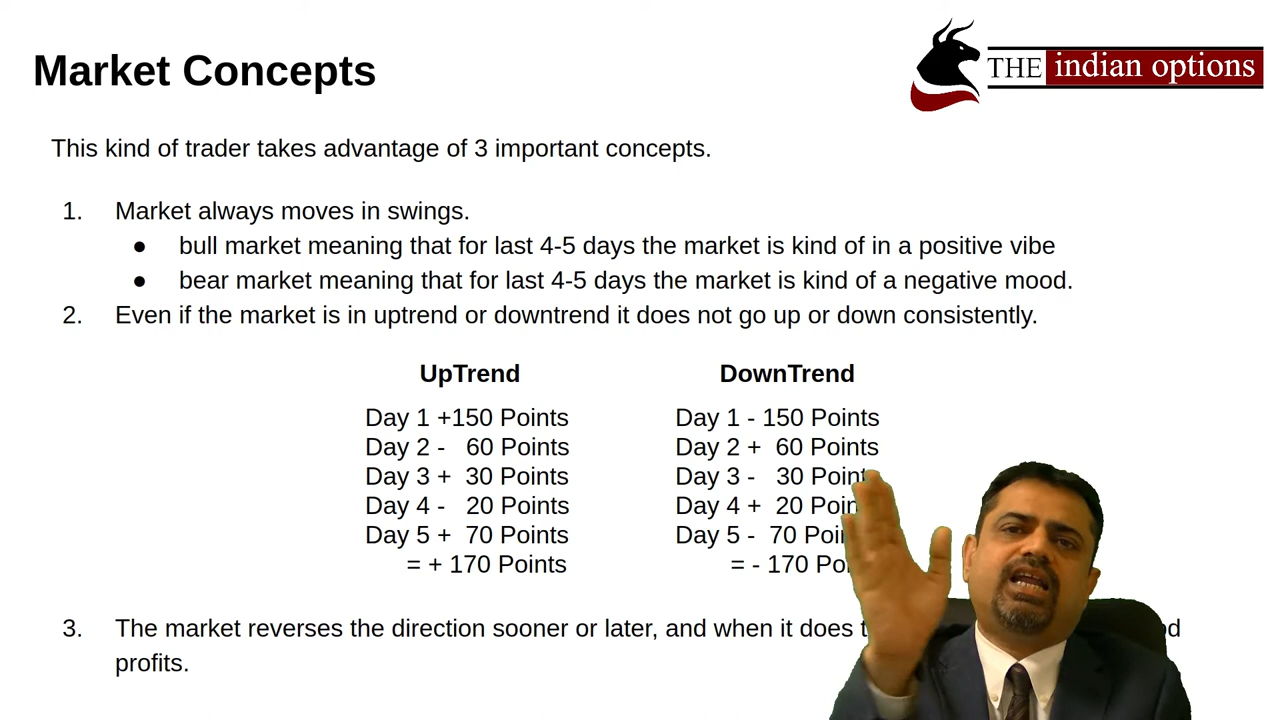 Market Concepts
THE indian options
This kind of trader takes advantage of 3 important concepts.
1. Market always moves in swings.
● bull market meaning that for last 4-5 days the market is kind of in a positive vibe
● bear market meaning that for last 4-5 days the market is kind of a negative mood.
2. Even if the market is in uptrend or downtrend it does not go up or down consistently.
UpTrend DownTrend
Day 1 +150 Points Day 1 - 150 Points
Day 2 - 60 Points Day 2 + 60 Points
Day 3 + 30 Points Day 3 - 30
Day 4 - 20 Points Day 4 + 20
Day 5 + 70 Points Day 5 - 70
= + 170 Points = - 170
3. The market reverses the direction sooner or later, and when it does
profits.